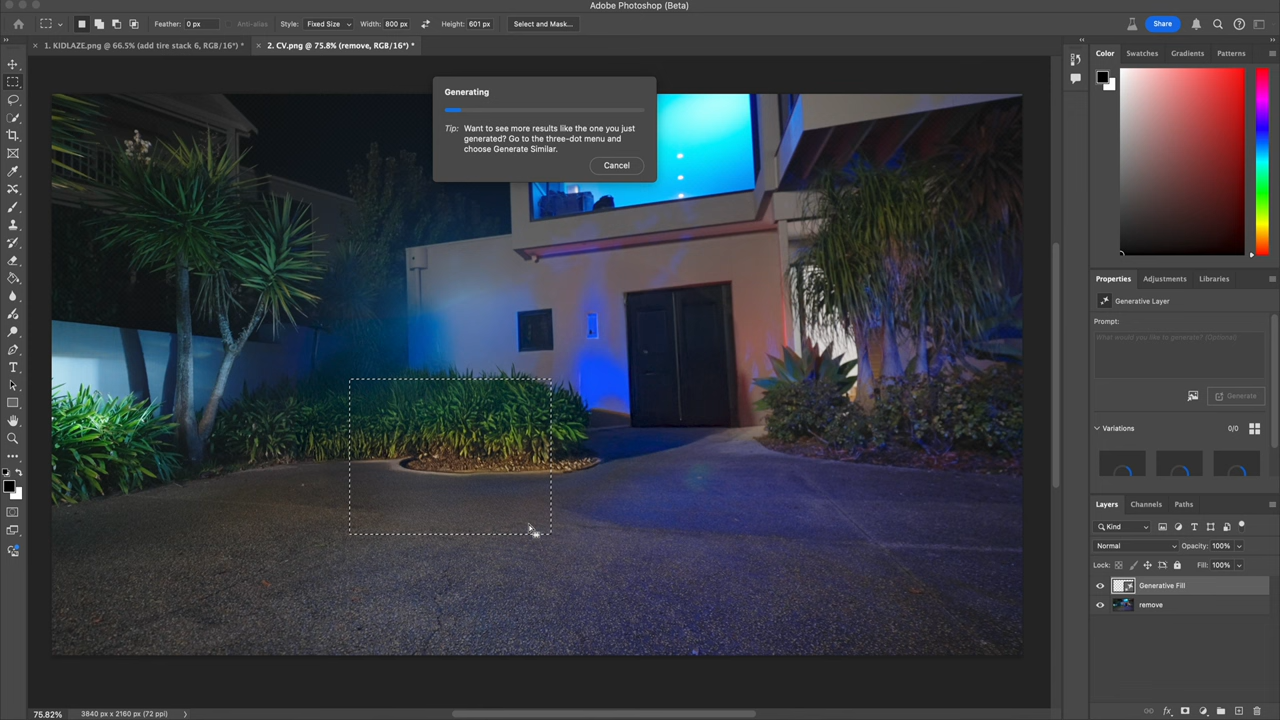 Adobe Photoshop (Beta)
Feather: 0 px
Anti-alias
Style: Fixed Size
Width: 800 px
Height: 601 px
Select and Mask...
Share
× 1. KIDLAZE.png @ 66.5% (add tire stack 6, RGB/16*) *
× 2. CV.png @ 75.8% (remove, RGB/16*) *
Generating
Tip: Want to see more results like the one you just
generated? Go to the three-dot menu and
choose Generate Similar.
Cancel
Color Swatches Gradients Patterns
Properties Adjustments Libraries
Generative Layer
Prompt:
What would you like to generate? (Optional)
Generate
Variations 0/0
Layers Channels Paths
Kind
Normal Opacity: 100%
Lock: Fill: 100%
Generative Fill
remove
75.82% 3840 px x 2160 px (72 ppi)